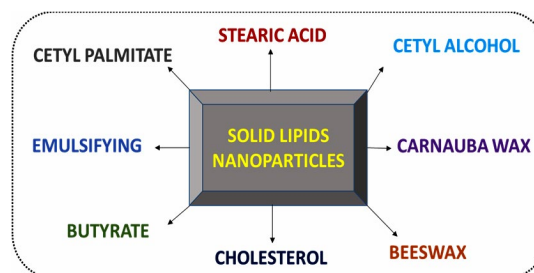 STEARIC ACID
CETYL PALMITATE
CETYL ALCOHOL
SOLID LIPIDS
NANOPARTICLES
EMULSIFYING
CARNAUBA WAX
BUTYRATE
CHOLESTEROL
BEESWAX